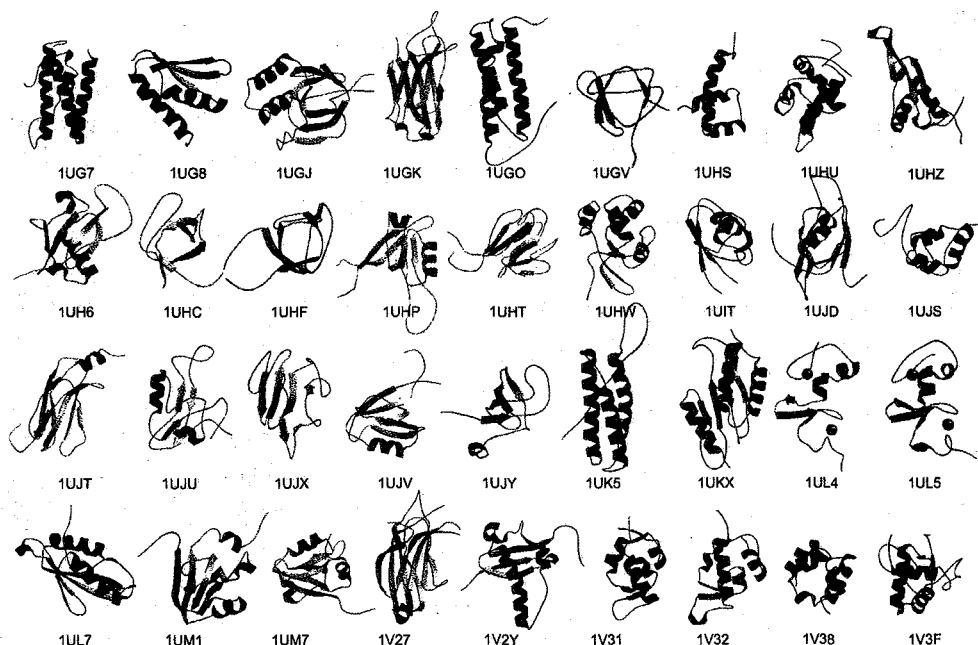 1UG7 1UG8 1UGJ 1UGK 1UGO 1UGV 1UHS 1UHU 1UHZ
1UH6 1UHC 1UHF 1UHP 1UHT 1UHW 1UIT 1UJD 1UJS
1UJT 1UJU 1UJX 1UJV 1UJY 1UK5 1UKX 1UL4 1UL5
1UL7 1UM1 1UM7 1V27 1V2Y 1V31 1V32 1V38 1V3F